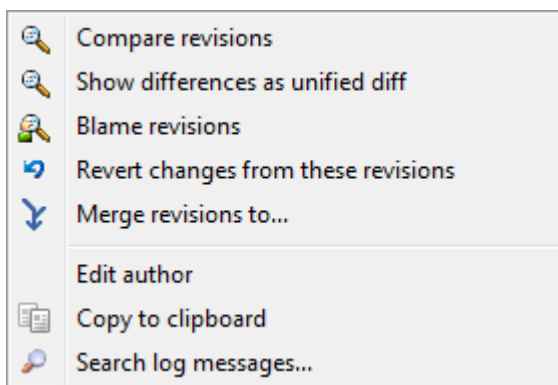 Compare revisions
Show differences as unified diff
Blame revisions
Revert changes from these revisions
Merge revisions to...
Edit author
Copy to clipboard
Search log messages...